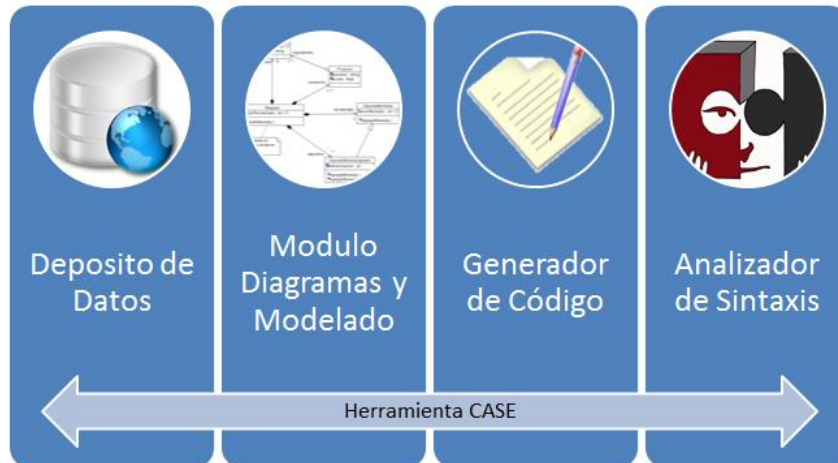 Deposito de
Datos
Modulo
Diagramas y
Modelado
Generador
de Código
Analizador
de Sintaxis
Herramienta CASE